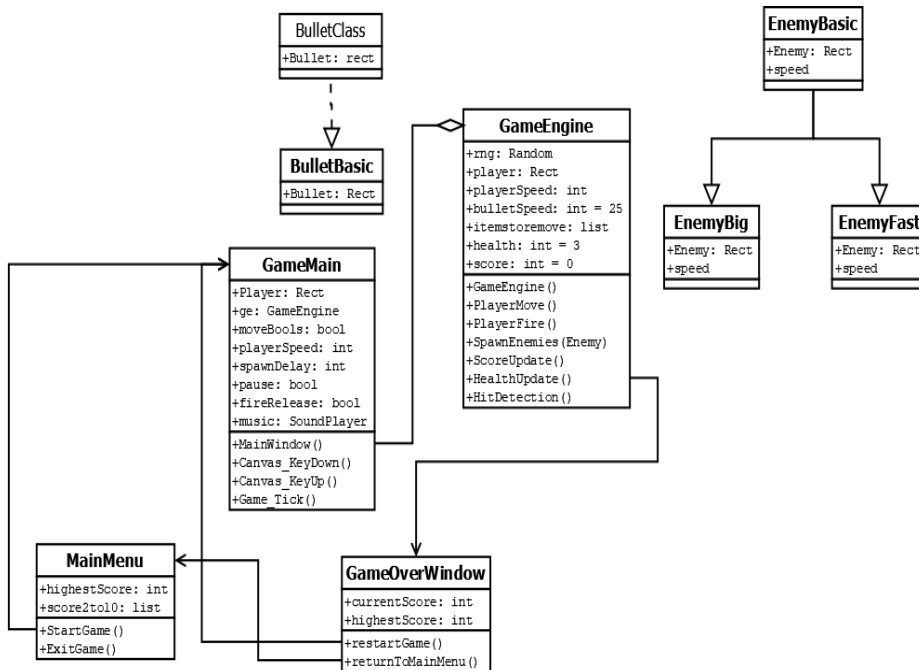 BulletClass
+Bullet: rect
BulletBasic
+Bullet: Rect
EnemyBasic
+Enemy: Rect
+speed
EnemyBig
+Enemy: Rect
+speed
EnemyFast
+Enemy: Rect
+speed
GameEngine
+rng: Random
+player: Rect
+playerSpeed: int
+bulletSpeed: int = 25
+itemstoremove: list
+health: int = 3
+score: int = 0
+GameEngine()
+PlayerMove()
+PlayerFire()
+SpawnEnemies(Enemy)
+ScoreUpdate()
+HealthUpdate()
+HitDetection()
GameMain
+Player: Rect
+ge: GameEngine
+moveBools: bool
+playerSpeed: int
+spawnDelay: int
+pause: bool
+fireRelease: bool
+music: SoundPlayer
+MainWindow()
+Canvas_KeyDown()
+Canvas_KeyUp()
+Game_Tick()
MainMenu
+highestScore: int
+score2to10: list
+StartGame()
+ExitGame()
GameOverWindow
+currentScore: int
+highestScore: int
+restartGame()
+returnToMainMenu()